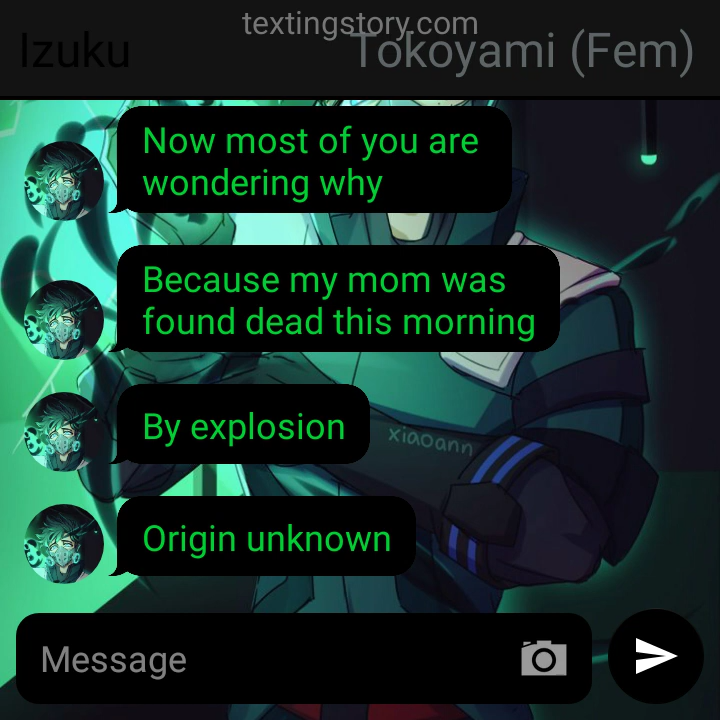 textingstory.com
Izuku
Tokoyami (Fem)
Now most of you are
wondering why
Because my mom was
found dead this morning
By explosion
xiaoann
Origin unknown
Message